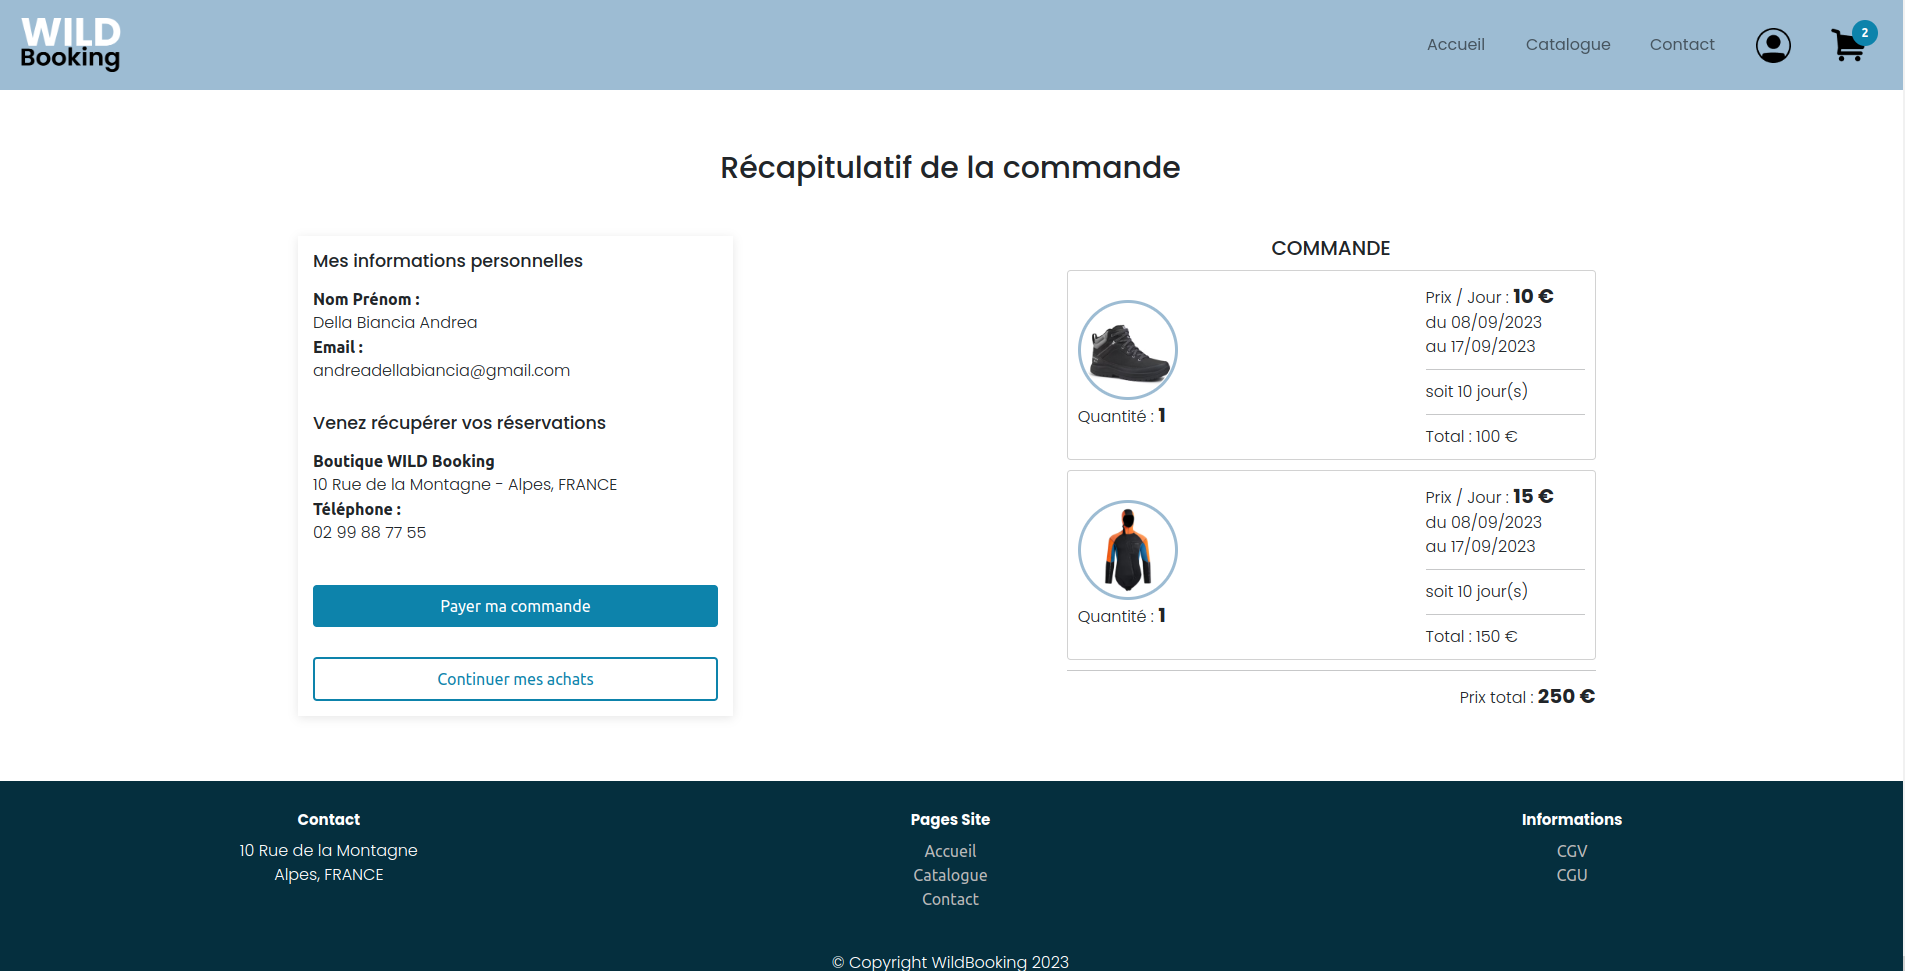 WILD
Booking
Accueil
Catalogue
Contact
2
Récapitulatif de la commande
Mes informations personnelles
Nom Prénom :
Della Biancia Andrea
Email :
andreadellabiancia@gmail.com
Venez récupérer vos réservations
Boutique WILD Booking
10 Rue de la Montagne - Alpes, FRANCE
Téléphone :
02 99 88 77 55
Payer ma commande
Continuer mes achats
COMMANDE
Quantité : 1
Prix / Jour : 10 €
du 08/09/2023
au 17/09/2023
soit 10 jour(s)
Total : 100 €
Quantité : 1
Prix / Jour : 15 €
du 08/09/2023
au 17/09/2023
soit 10 jour(s)
Total : 150 €
Prix total : 250 €
Contact
10 Rue de la Montagne
Alpes, FRANCE
Pages Site
Accueil
Catalogue
Contact
Informations
CGV
CGU
© Copyright WildBooking 2023